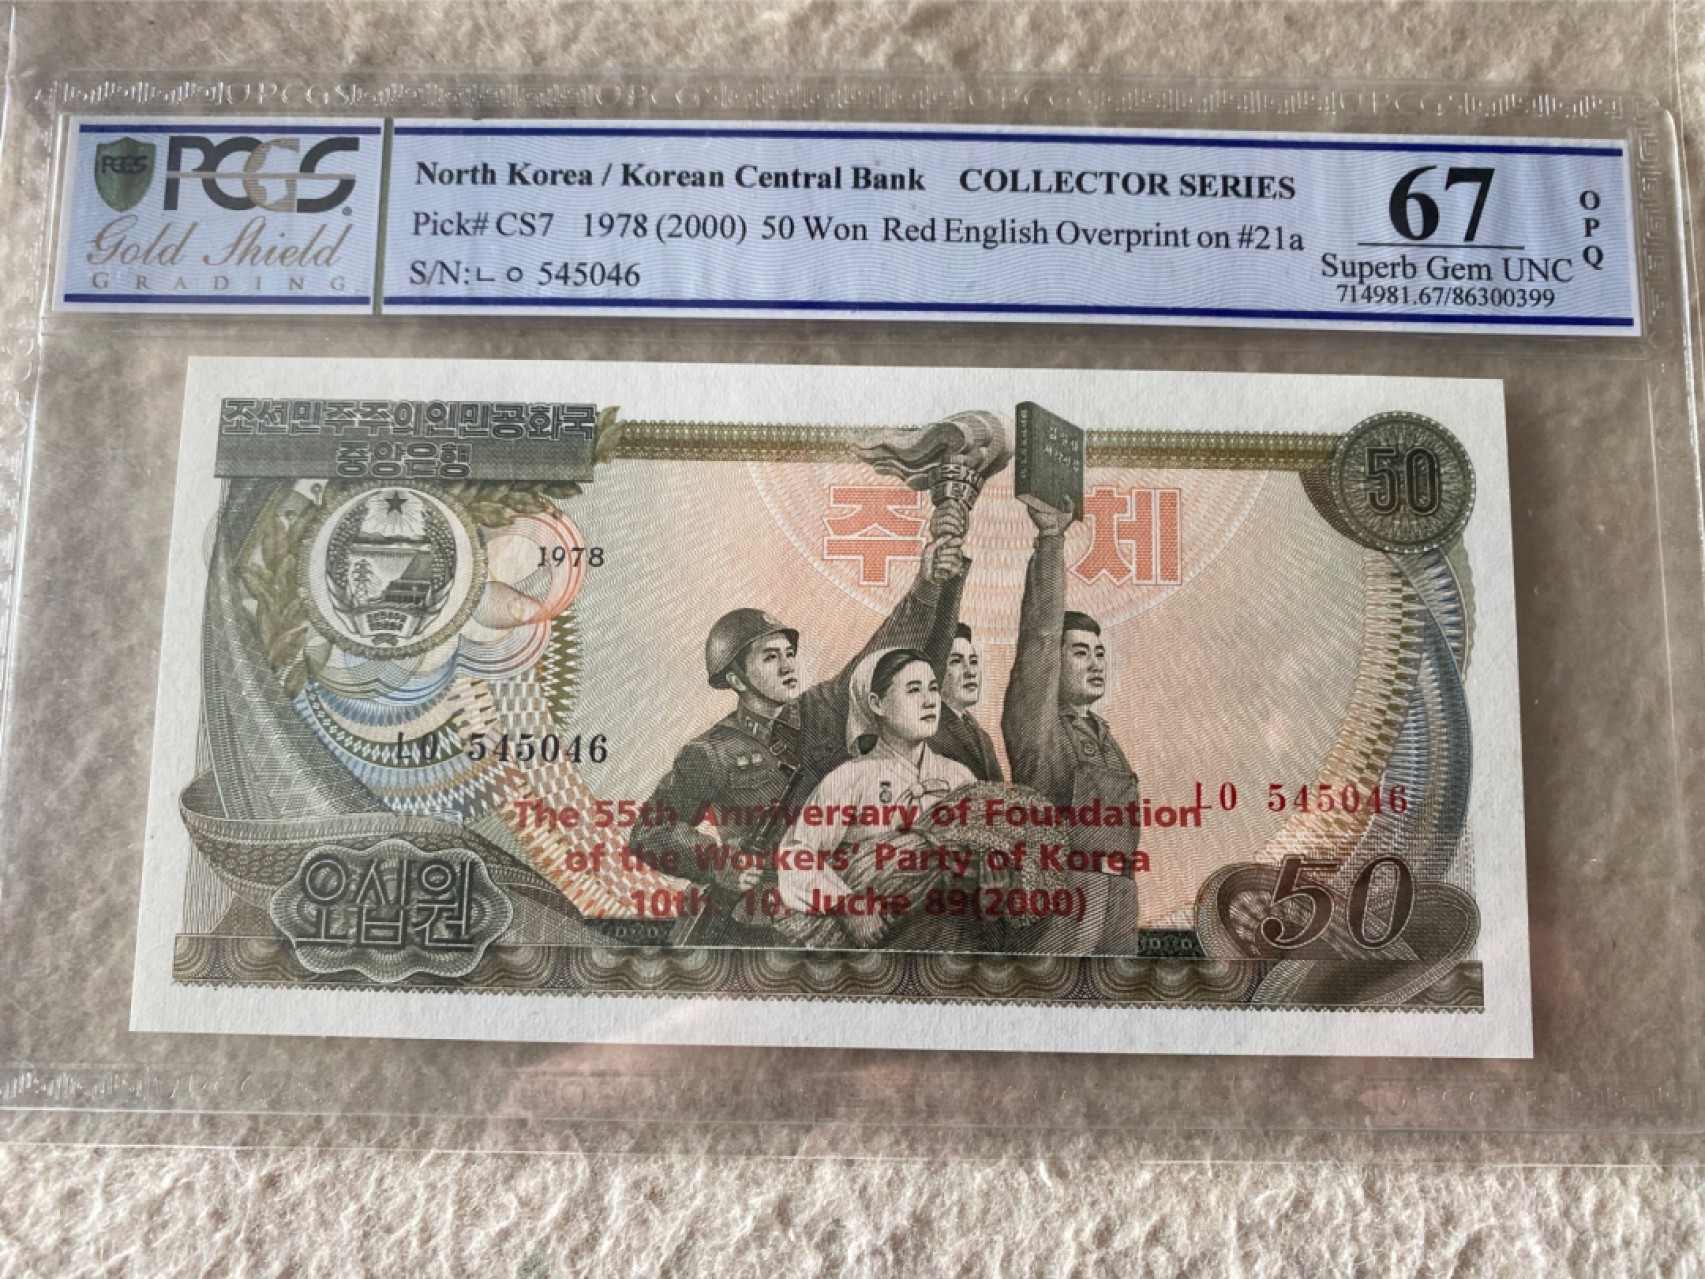 PCGS
PCGS
Gold Shield
GRADING
North Korea / Korean Central Bank COLLECTOR SERIES
Pick# CS7 1978 (2000) 50 Won Red English Overprint on #21a
S/N:ㄴㅇ 545046
67
Superb Gem UNC
714981.67/86300399
OPQ
조선민주주의인민공화국
중앙은행
50
주체
1978
ㄴㅇ 545046
ㄴㅇ 545046
The 55th Anniversary of Foundation
of the Workers' Party of Korea
10th. 10. Juche 89(2000)
오십원
50